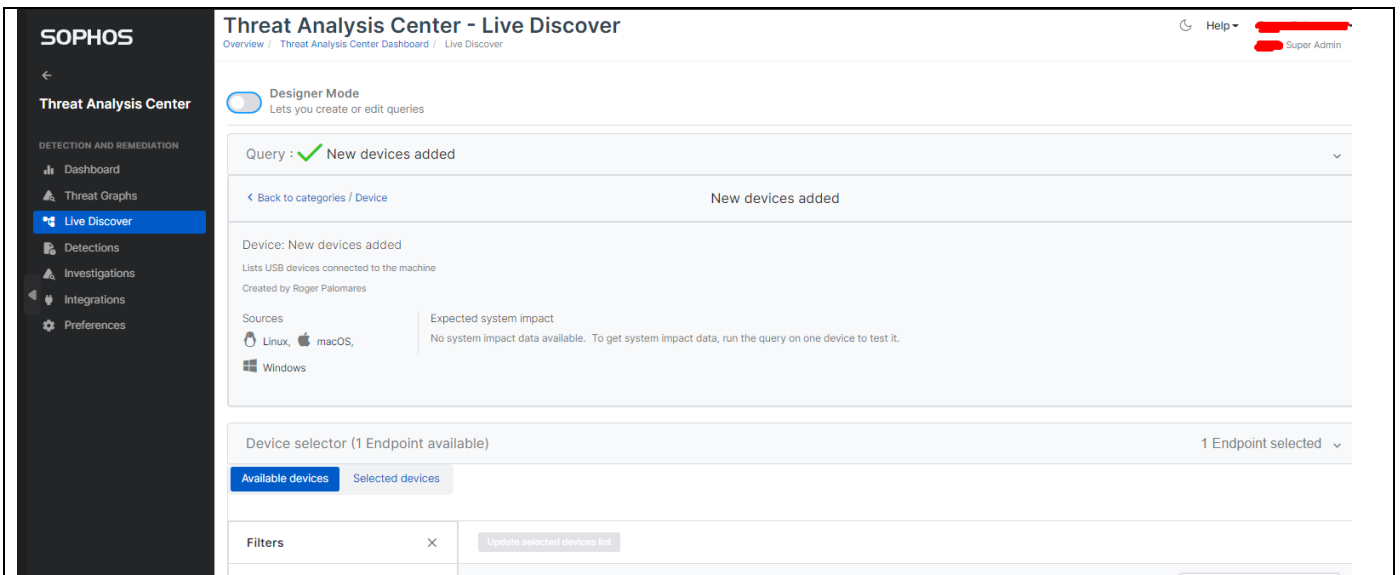 SOPHOS
Threat Analysis Center
DETECTION AND REMEDIATION
Dashboard
Threat Graphs
Live Discover
Detections
Investigations
Integrations
Preferences
Threat Analysis Center - Live Discover
Overview / Threat Analysis Center Dashboard / Live Discover
Help
Super Admin
Designer Mode
Lets you create or edit queries
Query : New devices added
Back to categories / Device
New devices added
Device: New devices added
Lists USB devices connected to the machine
Created by Roger Palomares
Sources
Linux, macOS,
Windows
Expected system impact
No system impact data available. To get system impact data, run the query on one device to test it.
Device selector (1 Endpoint available)
1 Endpoint selected
Available devices
Selected devices
Filters
Update selected devices list